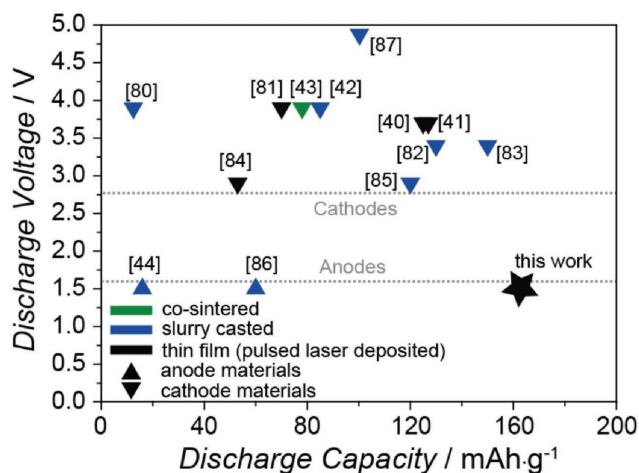 Discharge Voltage / V
5.0
4.5
4.0
3.5
3.0
2.5
2.0
1.5
1.0
0.5
0.0
[87]
[80]
[81] [43] [42]
[40] [41]
[82] [83]
[84]
[85]
Cathodes
Anodes
[44] [86] this work
co-sintered
slurry casted
thin film (pulsed laser deposited)
anode materials
cathode materials
0 40 80 120 160 200
Discharge Capacity / mAh·g⁻¹